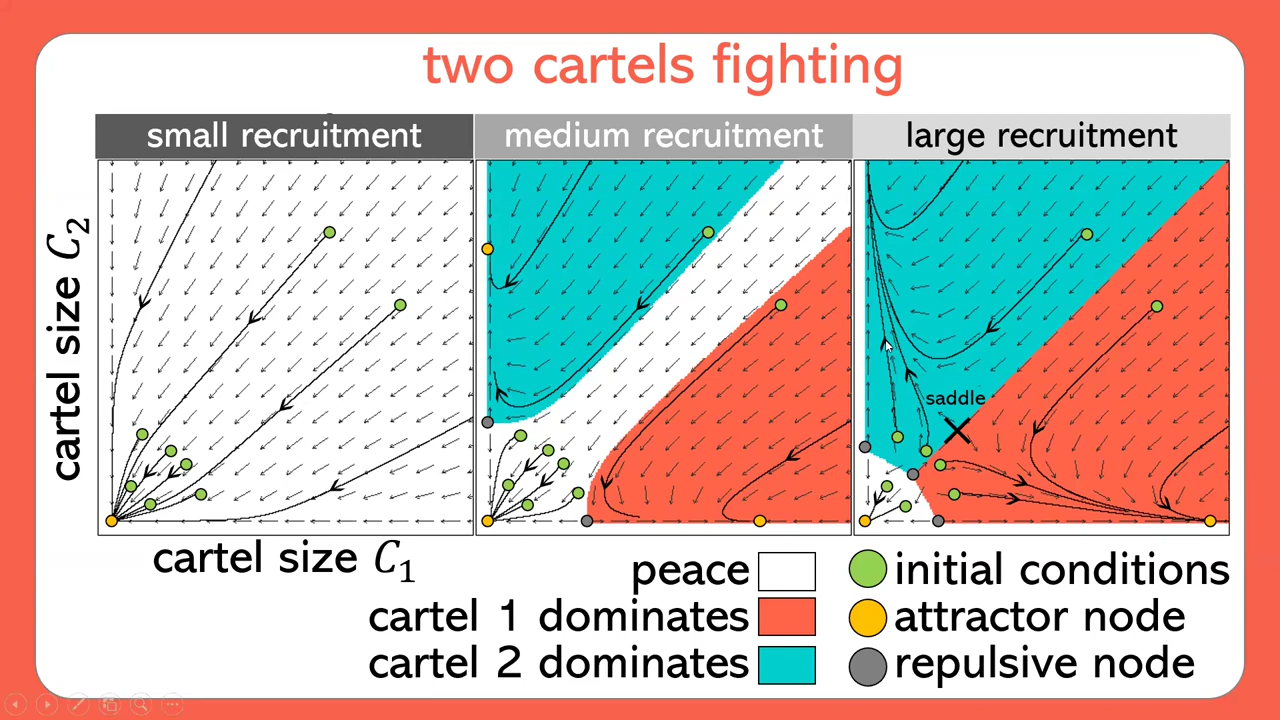 two cartels fighting
small recruitment
medium recruitment
large recruitment
cartel size C₂
saddle
cartel size C₁
peace
cartel 1 dominates
cartel 2 dominates
initial conditions
attractor node
repulsive node